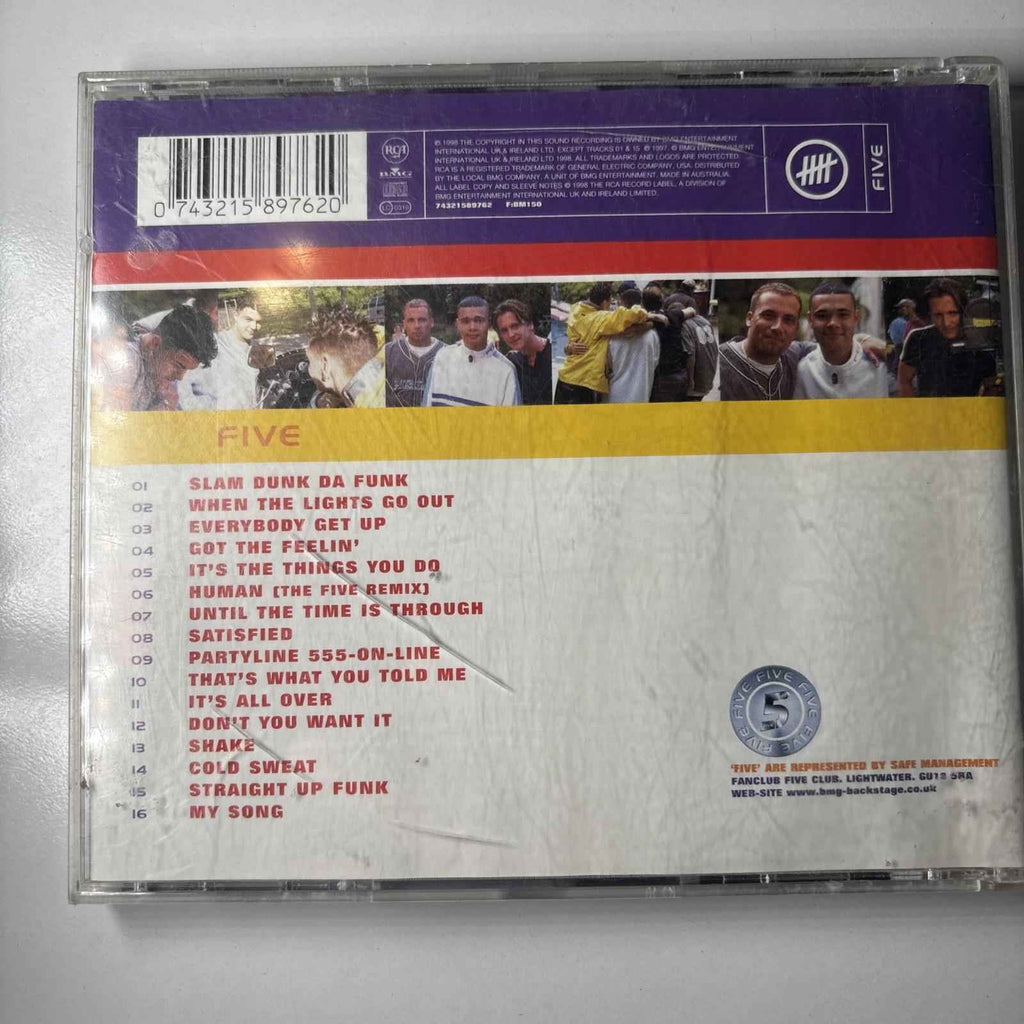 0 743215 897620
RCA
BMG
LC 0316
℗ 1998 THE COPYRIGHT IN THIS SOUND RECORDING IS OWNED BY BMG ENTERTAINMENT
INTERNATIONAL UK & IRELAND LTD. EXCEPT TRACKS 01 & 15 ℗ 1997. © BMG ENTERTAINMENT
INTERNATIONAL UK & IRELAND LTD 1998. ALL TRADEMARKS AND LOGOS ARE PROTECTED.
RCA IS A REGISTERED TRADEMARK OF GENERAL ELECTRIC COMPANY, USA. DISTRIBUTED
BY THE LOCAL BMG COMPANY. A UNIT OF BMG ENTERTAINMENT. MADE IN AUSTRALIA.
ALL LABEL COPY AND SLEEVE NOTES © 1998 THE RCA RECORD LABEL, A DIVISION OF
BMG ENTERTAINMENT INTERNATIONAL UK AND IRELAND LIMITED.
74321589762 F:BM150
FIVE
FIVE
01 SLAM DUNK DA FUNK
02 WHEN THE LIGHTS GO OUT
03 EVERYBODY GET UP
04 GOT THE FEELIN'
05 IT'S THE THINGS YOU DO
06 HUMAN (THE FIVE REMIX)
07 UNTIL THE TIME IS THROUGH
08 SATISFIED
09 PARTYLINE 555-ON-LINE
10 THAT'S WHAT YOU TOLD ME
11 IT'S ALL OVER
12 DON'T YOU WANT IT
13 SHAKE
14 COLD SWEAT
15 STRAIGHT UP FUNK
16 MY SONG
FIVE FIVE FIVE FIVE FIVE
5
'FIVE' ARE REPRESENTED BY SAFE MANAGEMENT
FANCLUB FIVE CLUB. LIGHTWATER. GU18 5RA
WEB-SITE www.bmg-backstage.co.uk